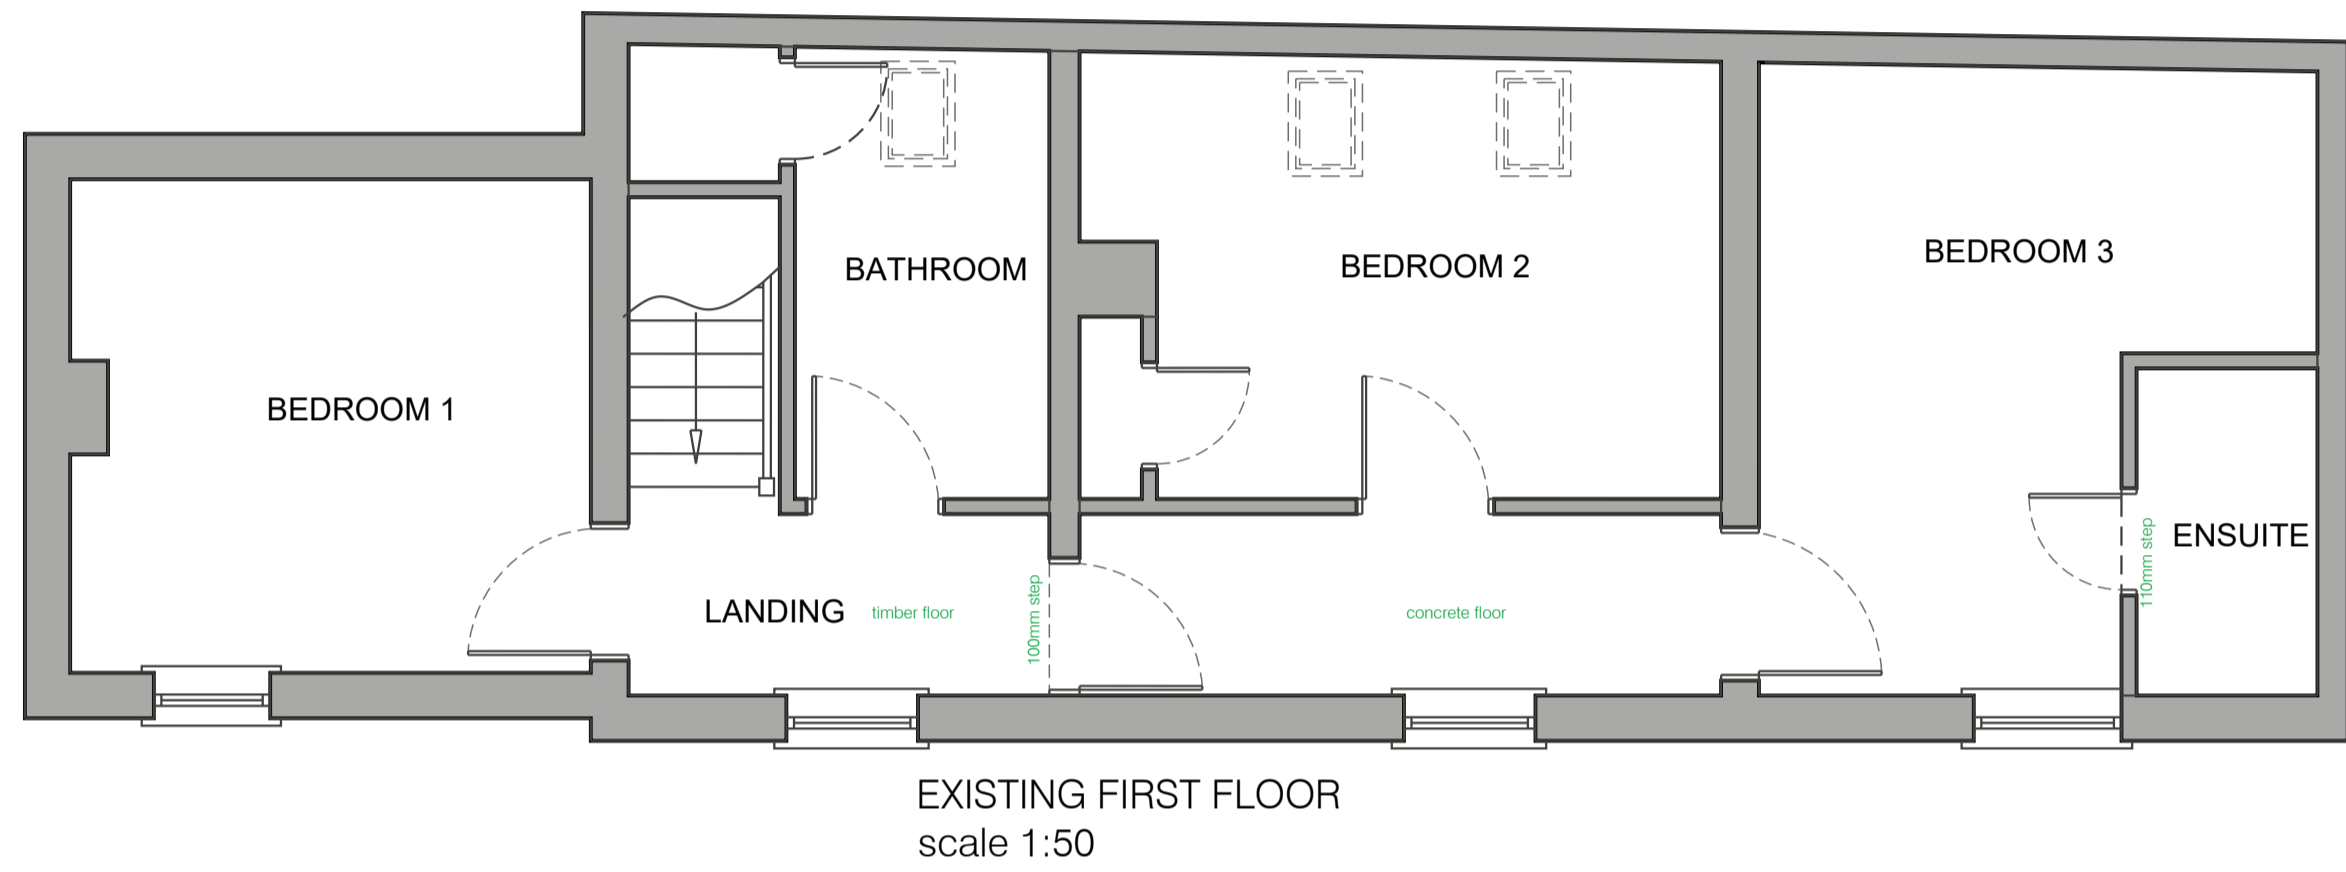 BATHROOM
BEDROOM 2
BEDROOM 3
BEDROOM 1
ENSUITE
110mm step
LANDING
timber floor
100mm step
concrete floor
EXISTING FIRST FLOOR
scale 1:50